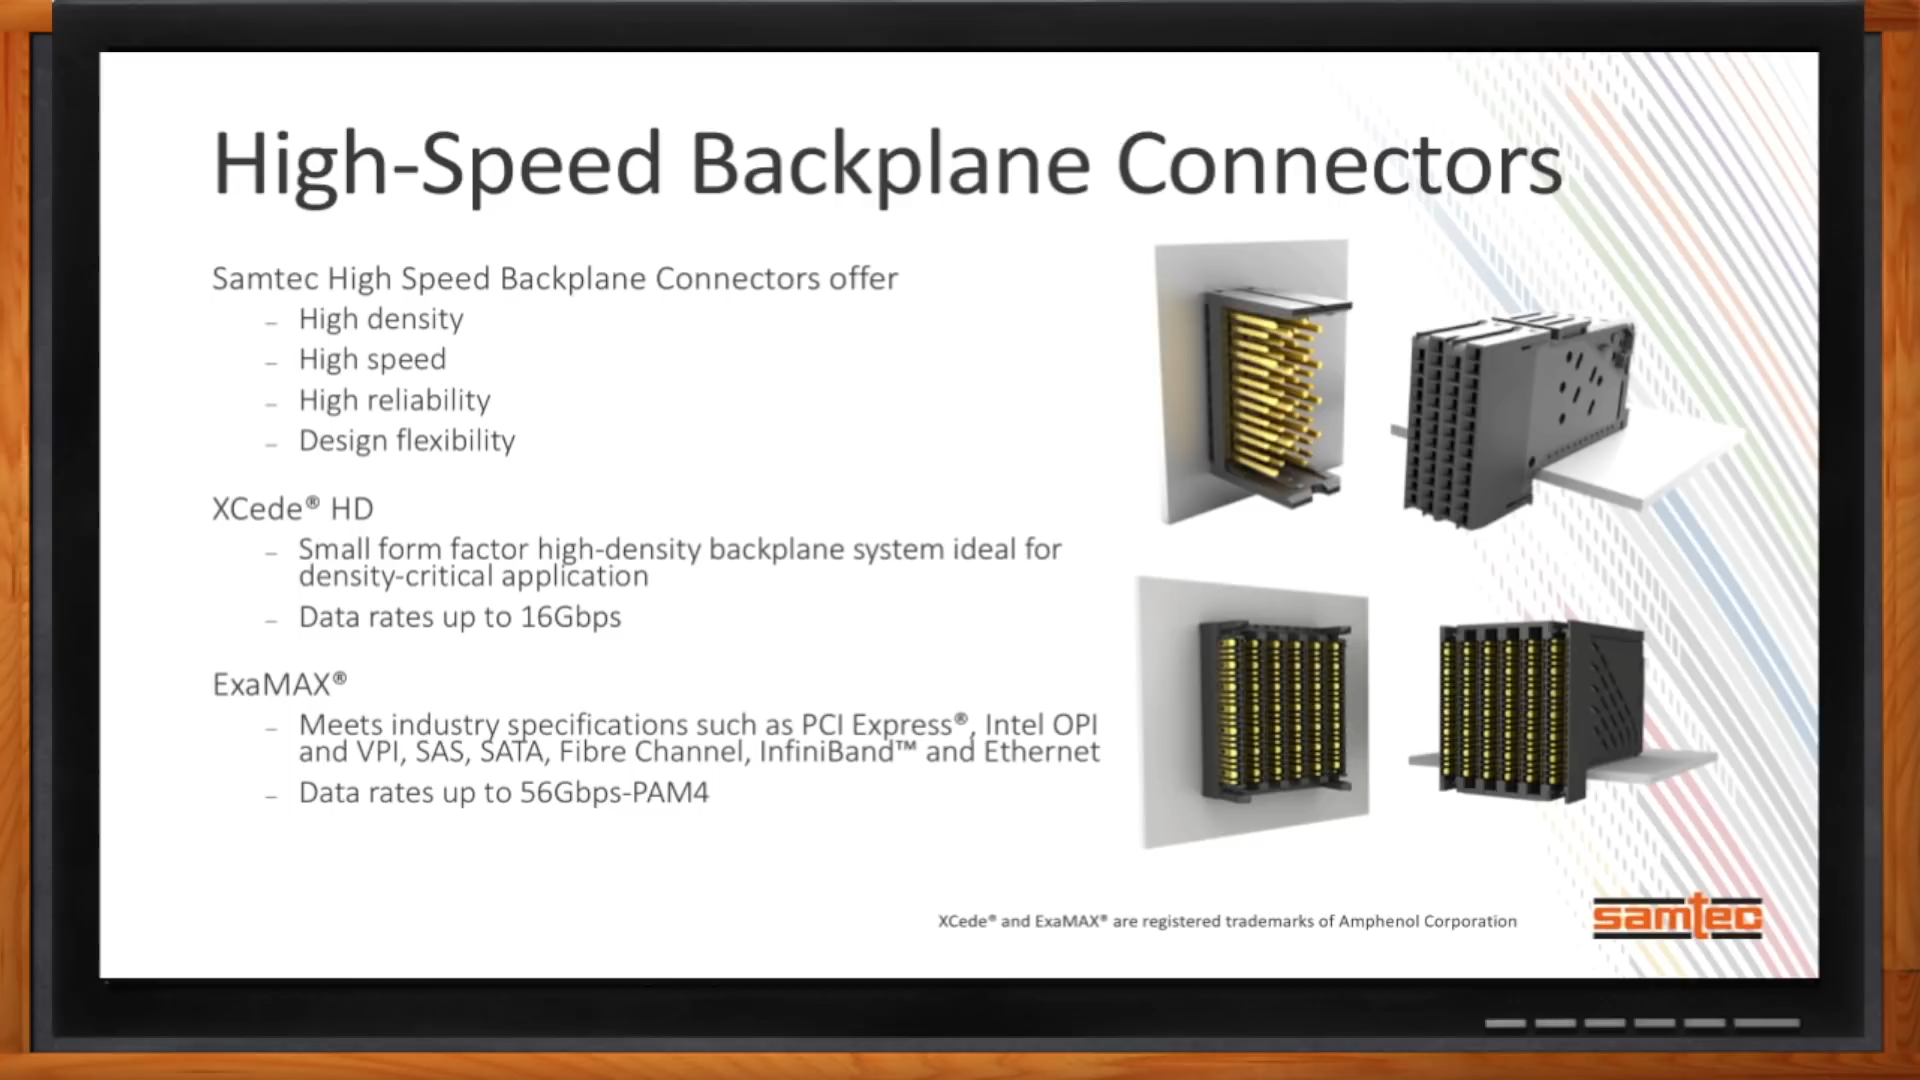 High-Speed Backplane Connectors
Samtec High Speed Backplane Connectors offer
– High density
– High speed
– High reliability
– Design flexibility
XCede® HD
– Small form factor high-density backplane system ideal for
density-critical application
– Data rates up to 16Gbps
ExaMAX®
– Meets industry specifications such as PCI Express®, Intel OPI
and VPI, SAS, SATA, Fibre Channel, InfiniBand™ and Ethernet
– Data rates up to 56Gbps-PAM4
XCede® and ExaMAX® are registered trademarks of Amphenol Corporation
samtec